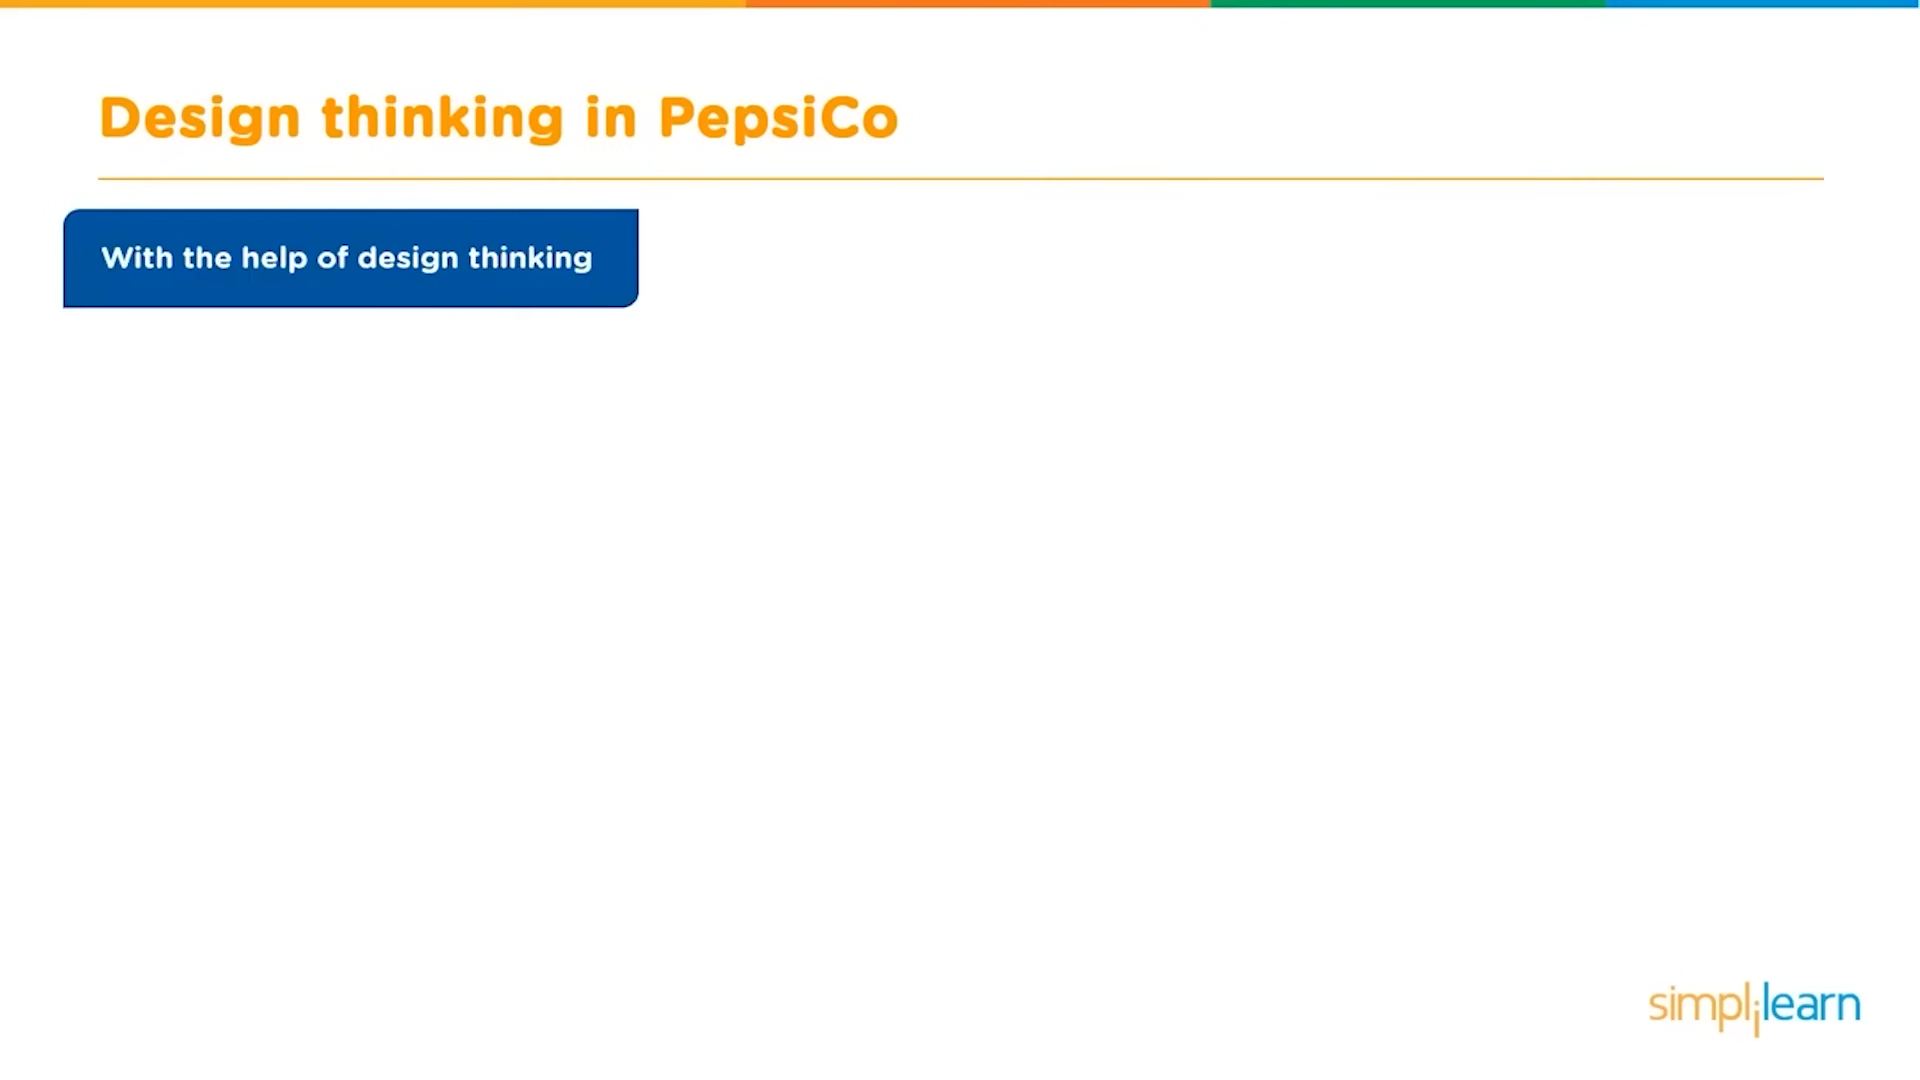 Design thinking in PepsiCo
With the help of design thinking
simplilearn